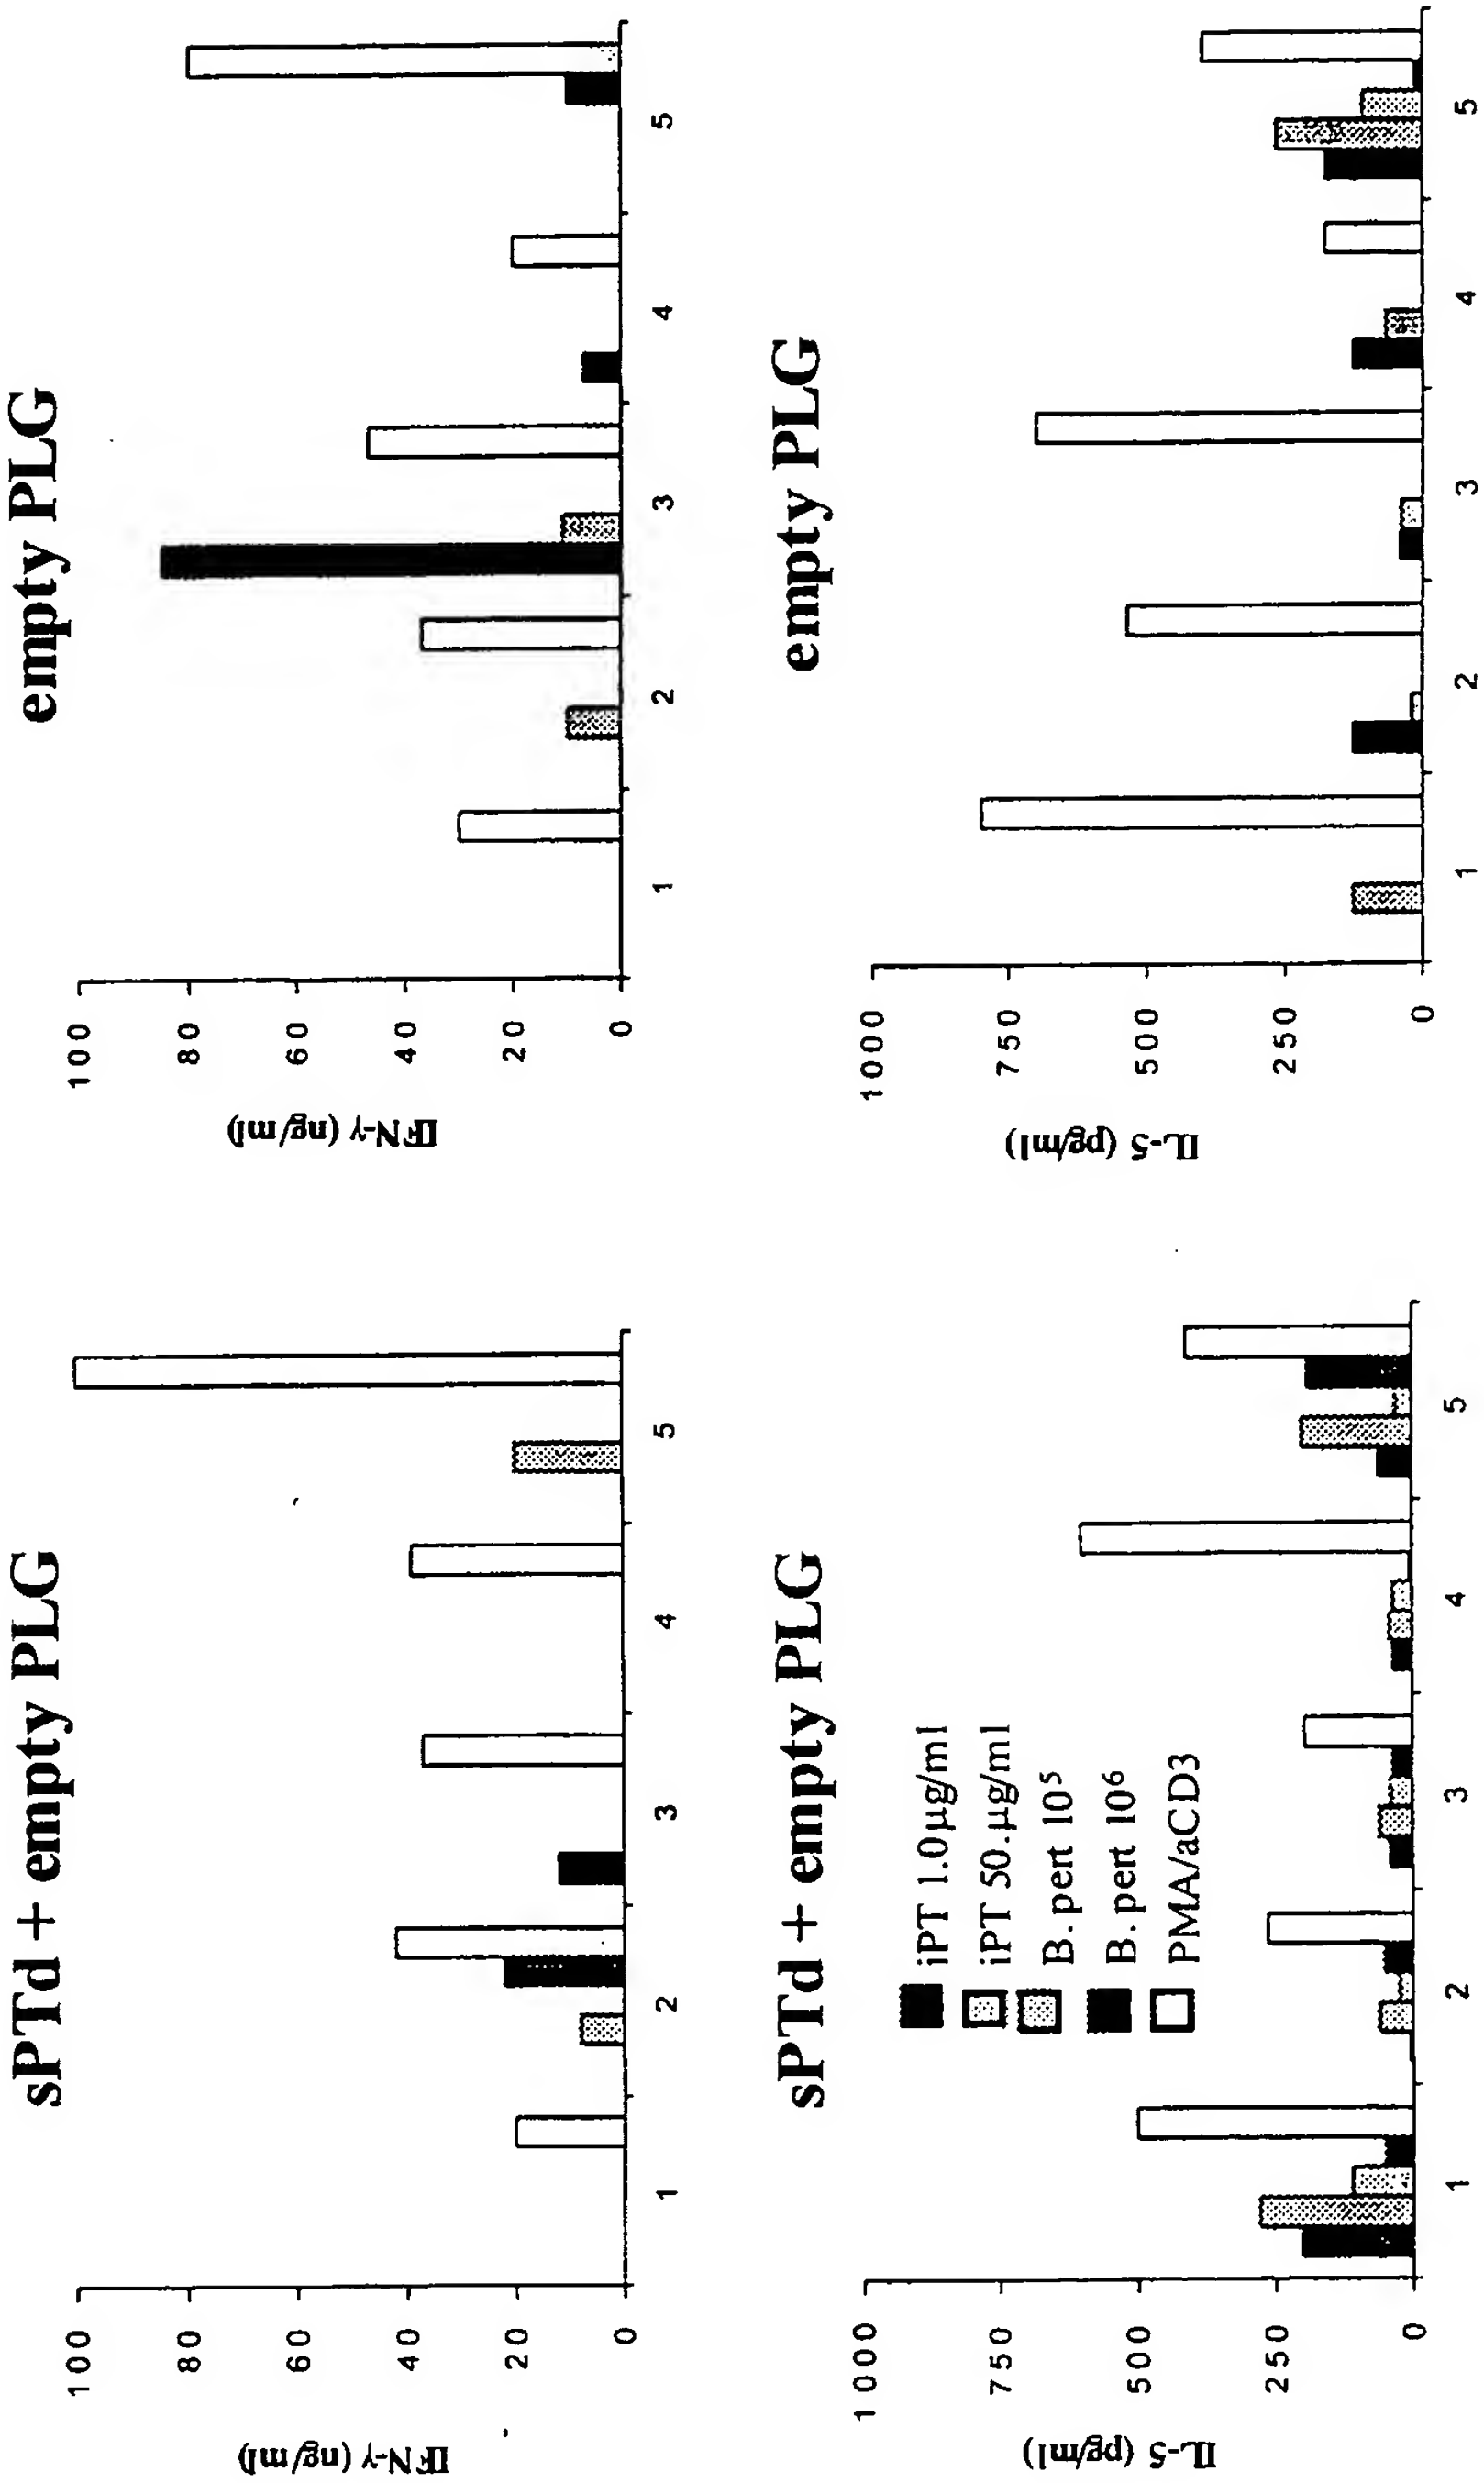 sPTd + empty PLG
IFN-γ (ng/ml)
100
80
60
40
20
0
1 2 3 4 5
empty PLG
IFN-γ (ng/ml)
100
80
60
40
20
0
1 2 3 4 5
sPTd + empty PLG
IL-5 (pg/ml)
1000
750
500
250
0
1 2 3 4 5
iPT 1.0µg/ml
iPT 50.µg/ml
B. pert 10⁵
B. pert 10⁶
PMA/aCD3
empty PLG
IL-5 (pg/ml)
1000
750
500
250
0
1 2 3 4 5